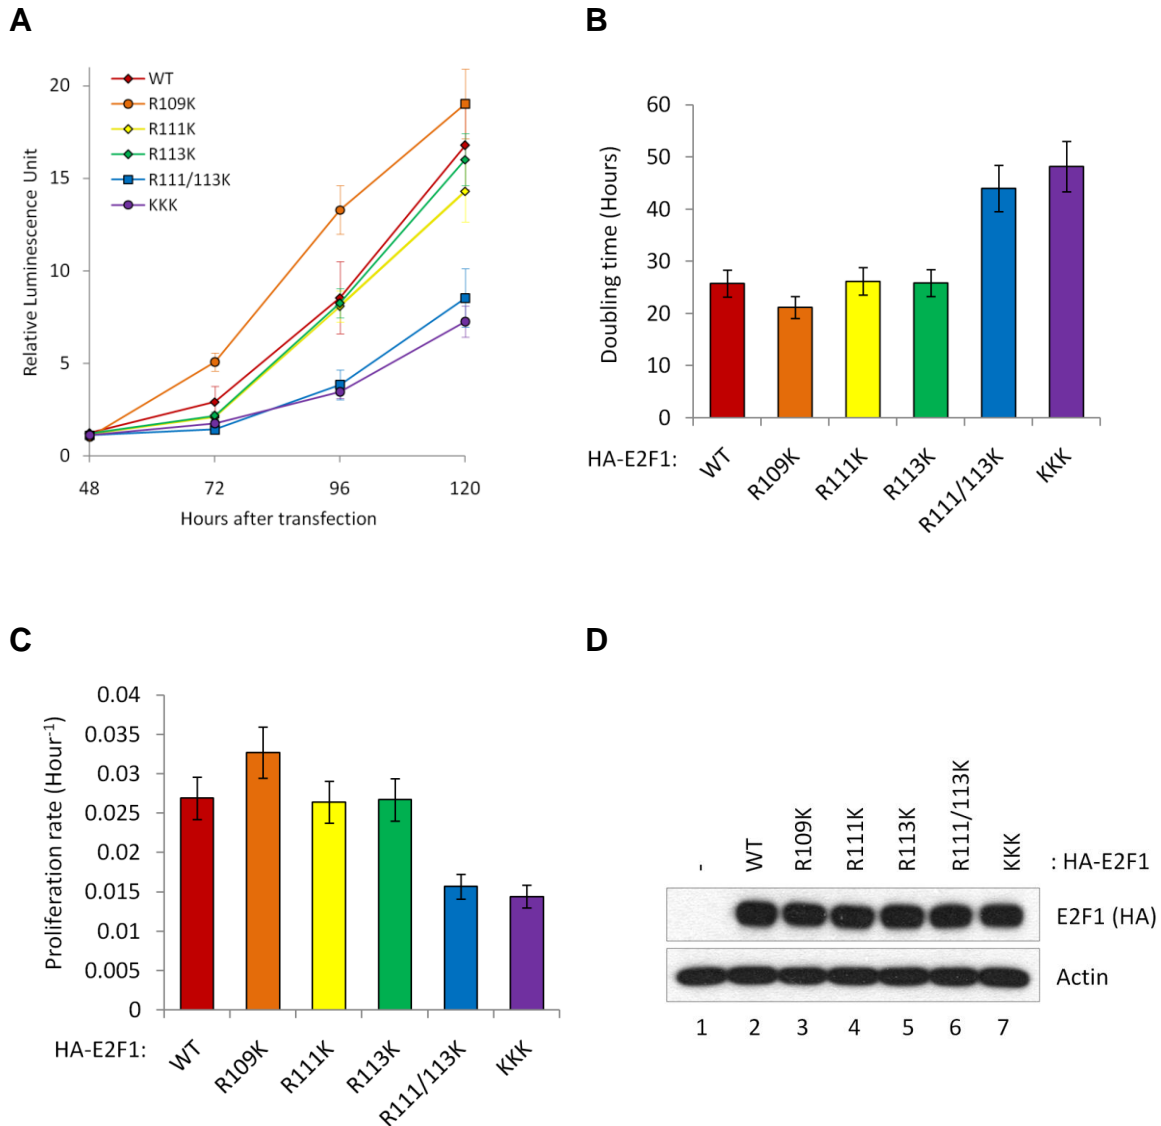 A
Relative Luminescence Unit
20
15
10
5
0
WT
R109K
R111K
R113K
R111/113K
KKK
48 72 96 120
Hours after transfection
B
Doubling time (Hours)
60
50
40
30
20
10
0
HA-E2F1: WT R109K R111K R113K R111/113K KKK
C
Proliferation rate (Hour-1)
0.04
0.035
0.03
0.025
0.02
0.015
0.01
0.005
0
HA-E2F1: WT R109K R111K R113K R111/113K KKK
D
- WT R109K R111K R113K R111/113K KKK : HA-E2F1
E2F1 (HA)
Actin
1 2 3 4 5 6 7